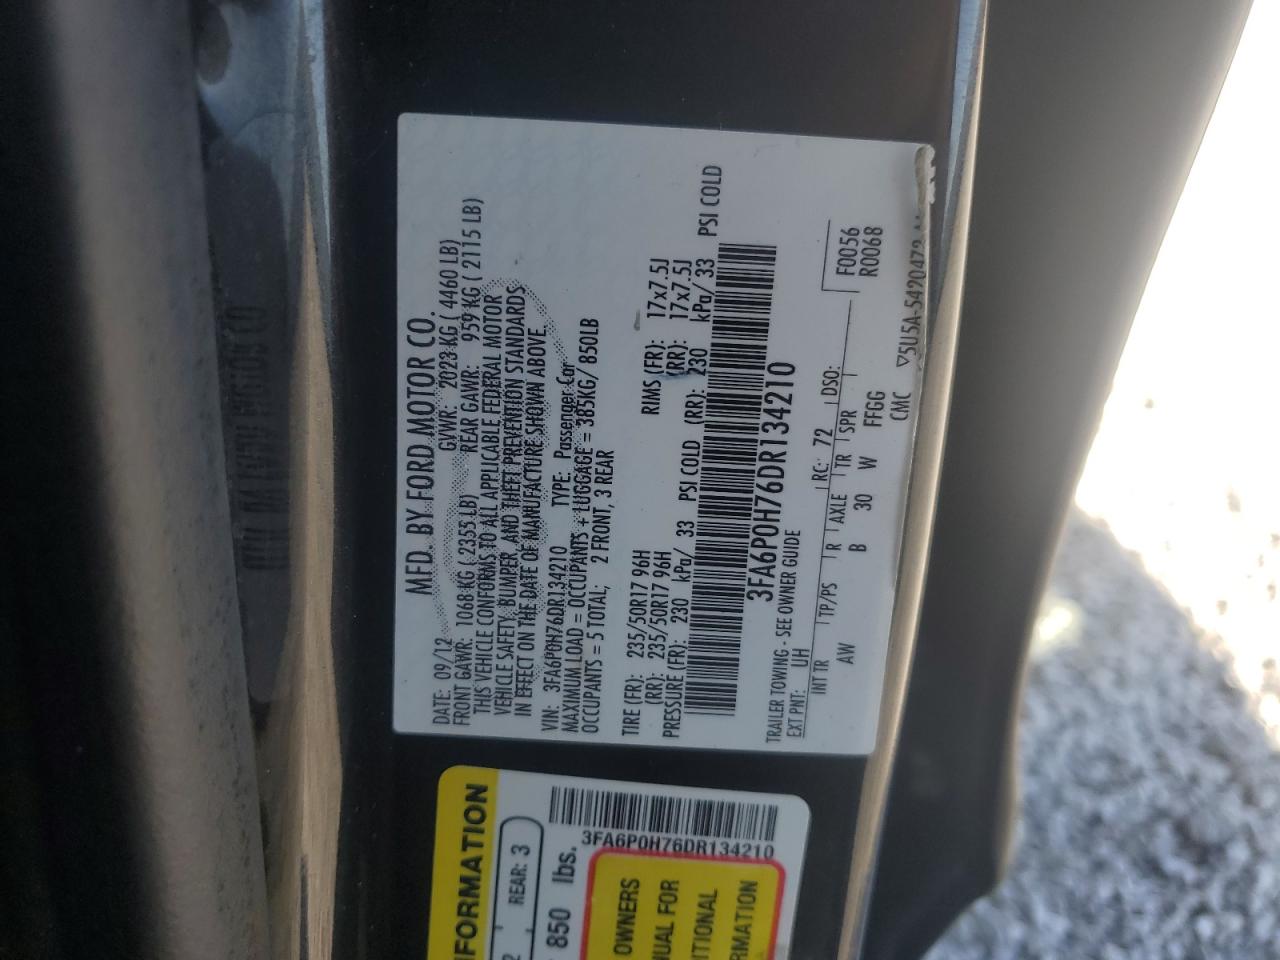 MFD. BY FORD MOTOR CO.
DATE: 09/12 GVWR: 2023 KG ( 4460 LB)
FRONT GAWR: 1068 KG ( 2355 LB) REAR GAWR: 959 KG ( 2115 LB)
THIS VEHICLE CONFORMS TO ALL APPLICABLE FEDERAL MOTOR
VEHICLE SAFETY, BUMPER, AND THEFT PREVENTION STANDARDS
IN EFFECT ON THE DATE OF MANUFACTURE SHOWN ABOVE.
VIN: 3FA6P0H76DR134210 TYPE: Passenger Car
MAXIMUM LOAD = OCCUPANTS + LUGGAGE = 385KG/ 850LB
OCCUPANTS = 5 TOTAL; 2 FRONT, 3 REAR
TIRE (FR): 235/50R17 96H RIMS (FR): 17x7.5J
(RR): 235/50R17 96H (RR): 17x7.5J
PRESSURE (FR): 230 kPa/ 33 PSI COLD (RR): 230 kPa/ 33 PSI COLD
3FA6P0H76DR134210
TRAILER TOWING - SEE OWNER GUIDE
EXT PNT: UH RC: 72 DSO: F0056
R0068
INT TR TP/PS R AXLE TR SPR
AW B 30 W FFGG
CMC
▽5U5A-5420472
FORMATION
REAR: 3
850 lbs.
3FA6P0H76DR134210
OWNERS
UAL FOR
ITIONAL
RMATION